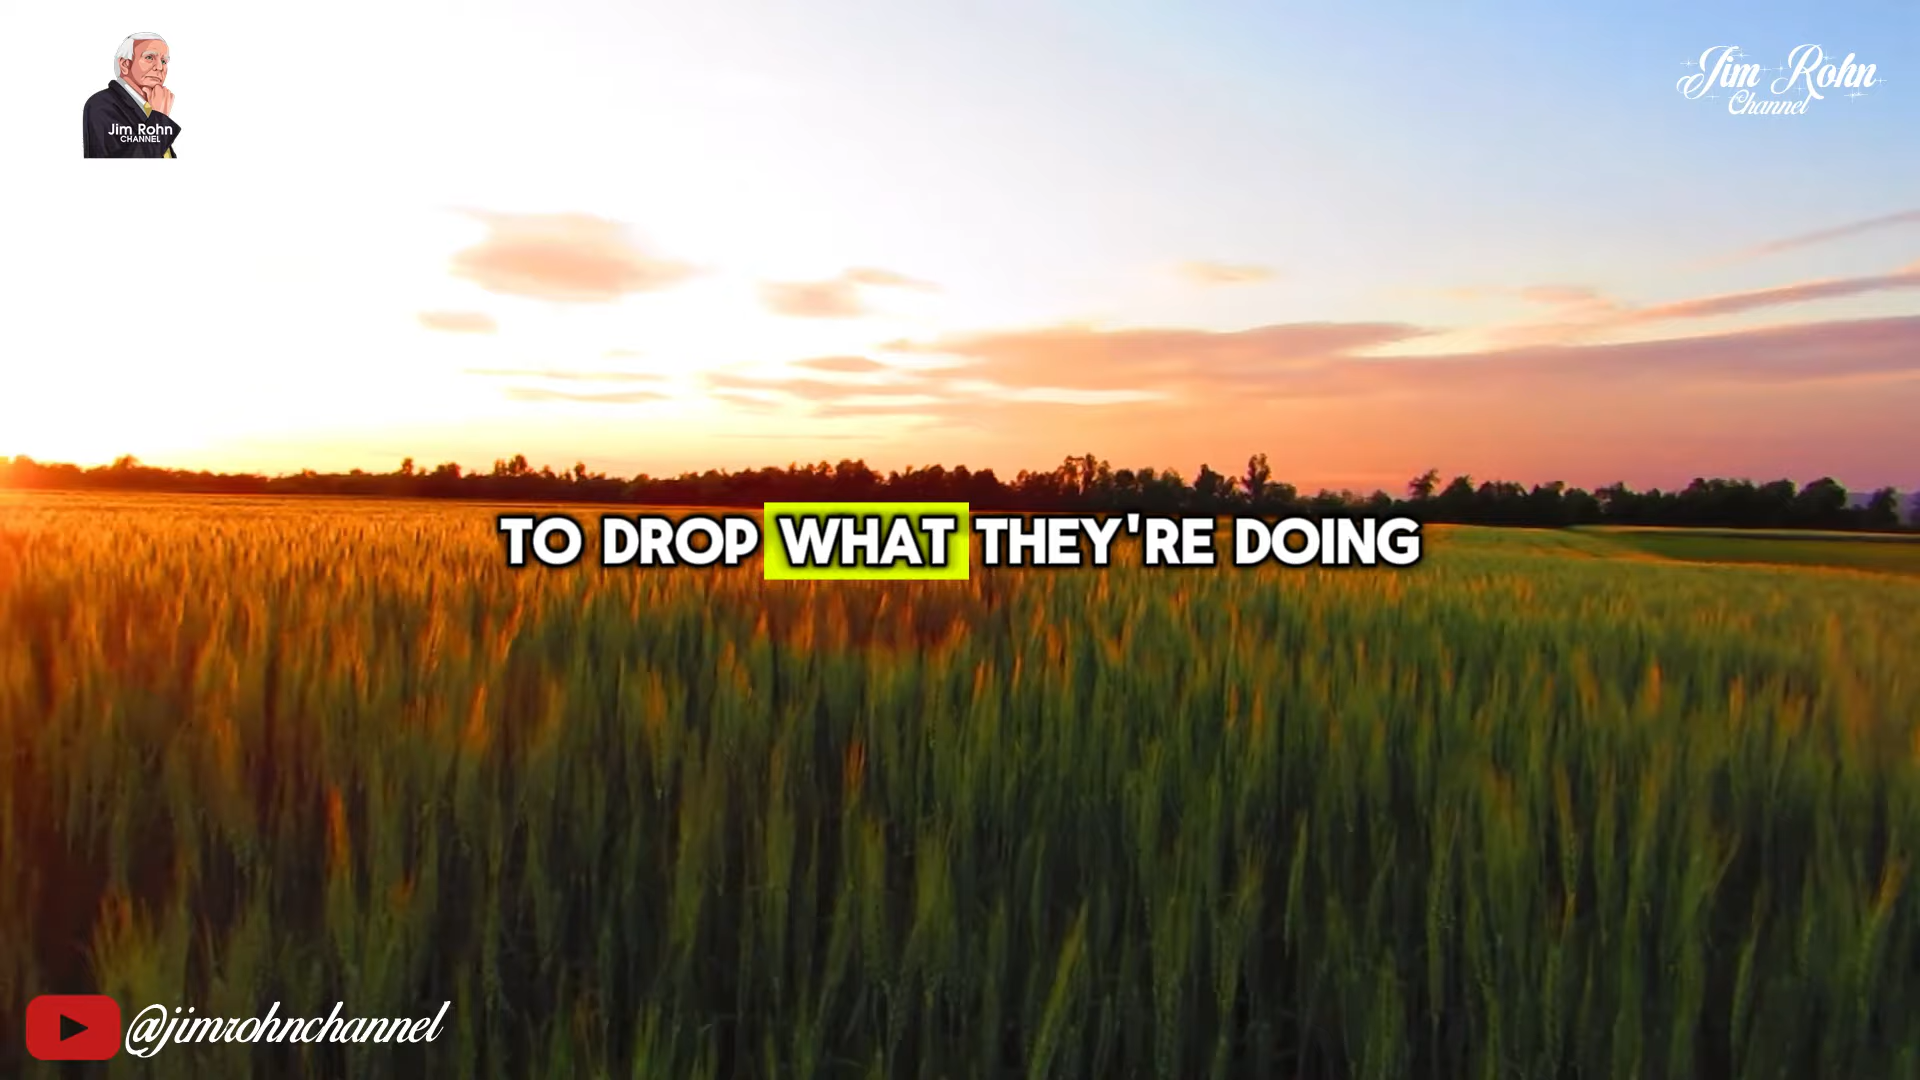 Jim Rohn
CHANNEL
Jim Rohn
Channel
TO DROP WHAT THEY'RE DOING
@jimrohnchannel